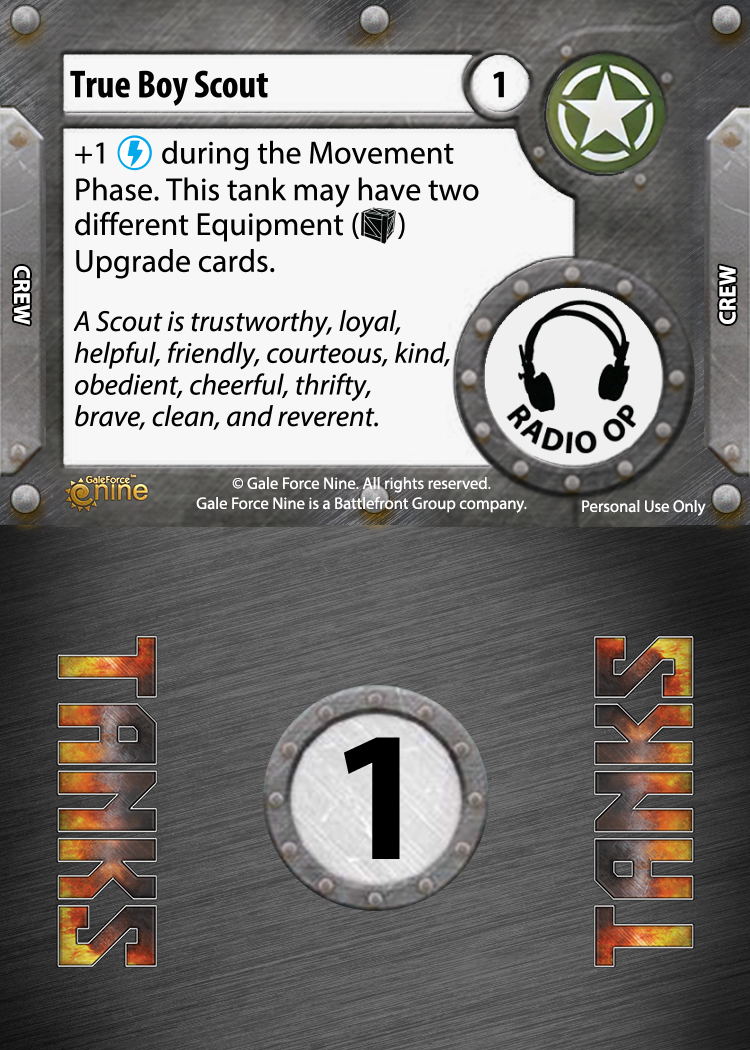 True Boy Scout
1
+1 during the Movement
Phase. This tank may have two
different Equipment ( )
Upgrade cards.
A Scout is trustworthy, loyal,
helpful, friendly, courteous, kind,
obedient, cheerful, thrifty,
brave, clean, and reverent.
CREW
CREW
RADIO OP
GaleForce™
nine
© Gale Force Nine. All rights reserved.
Gale Force Nine is a Battlefront Group company.
Personal Use Only
TANKS
1
TANKS